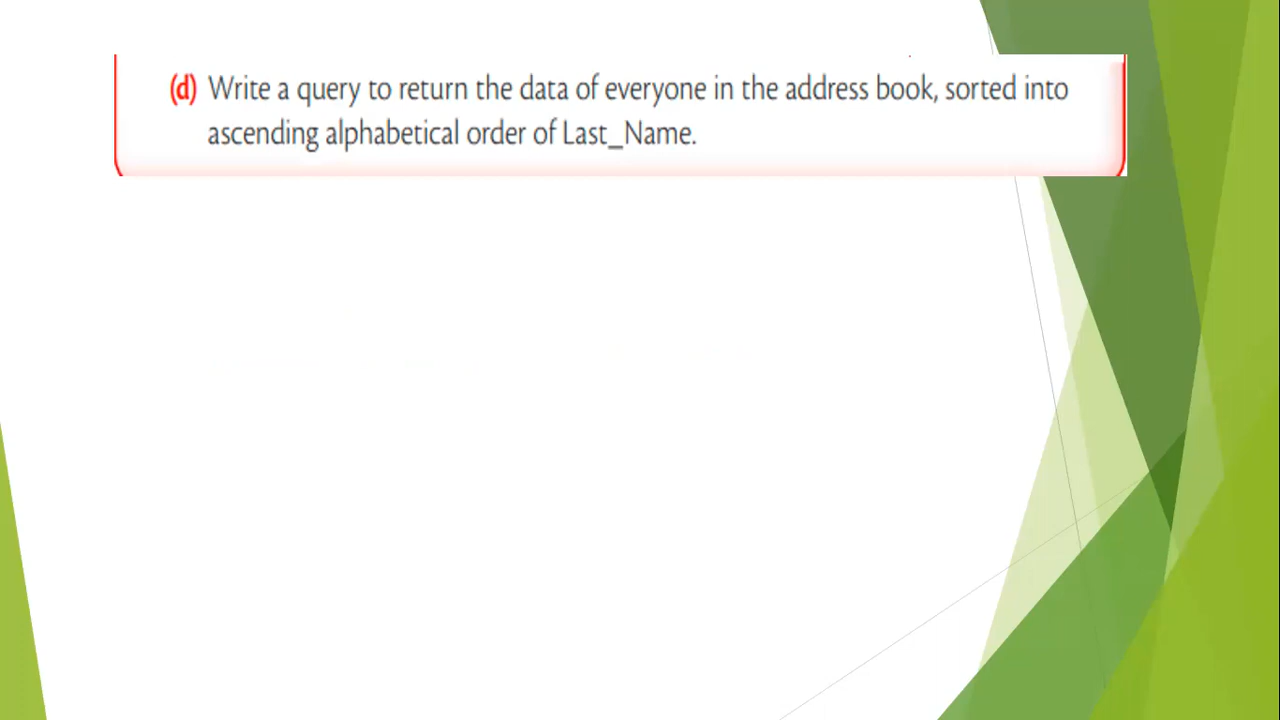 (d) Write a query to return the data of everyone in the address book, sorted into
ascending alphabetical order of Last_Name.